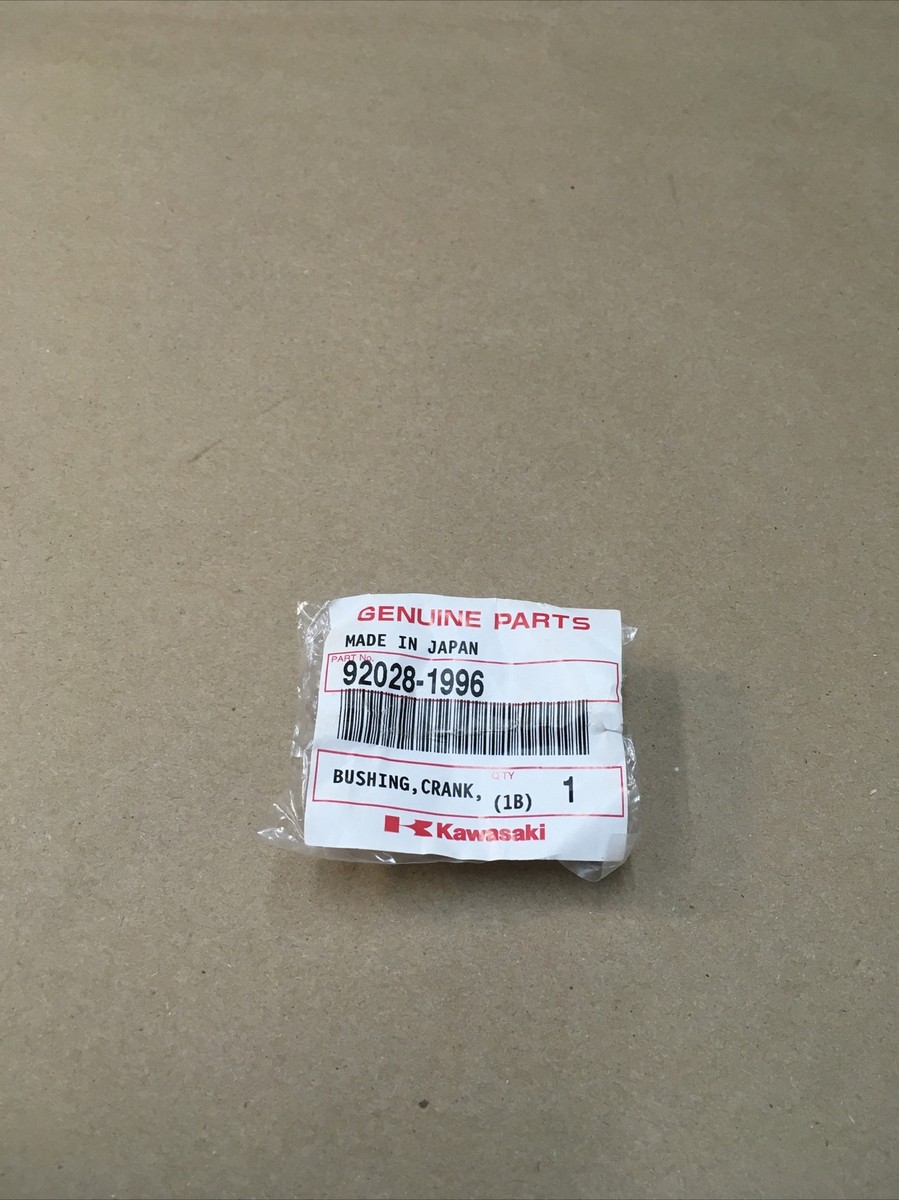 GENUINE PARTS
MADE IN JAPAN
PART No.
92028-1996
QTY
BUSHING,CRANK, (1B) 1
Kawasaki